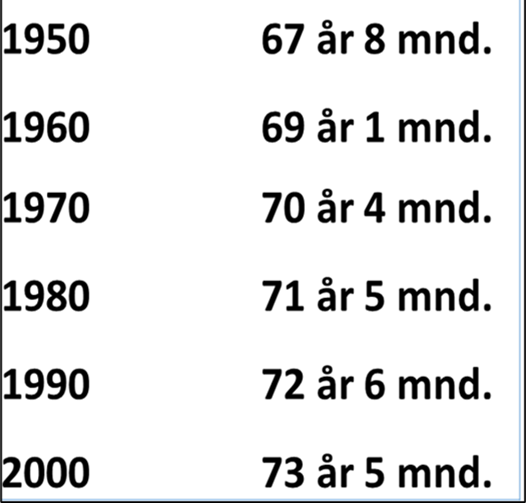 1950 67 år 8 mnd.
1960 69 år 1 mnd.
1970 70 år 4 mnd.
1980 71 år 5 mnd.
1990 72 år 6 mnd.
2000 73 år 5 mnd.